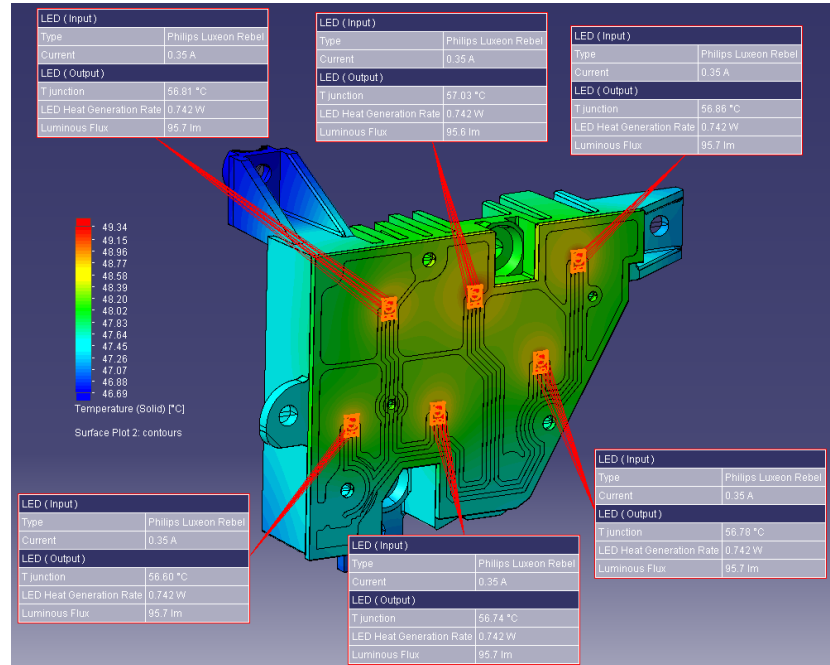 LED ( Input )
Type Philips Luxeon Rebel
Current 0.35 A
LED ( Output )
T junction 56.81 °C
LED Heat Generation Rate 0.742 W
Luminous Flux 95.7 lm
LED ( Input )
Type Philips Luxeon Rebel
Current 0.35 A
LED ( Output )
T junction 57.03 °C
LED Heat Generation Rate 0.742 W
Luminous Flux 95.6 lm
LED ( Input )
Type Philips Luxeon Rebel
Current 0.35 A
LED ( Output )
T junction 56.86 °C
LED Heat Generation Rate 0.742 W
Luminous Flux 95.7 lm
49.34
49.15
48.96
48.77
48.58
48.39
48.20
48.02
47.83
47.64
47.45
47.26
47.07
46.88
46.69
Temperature (Solid) [°C]
Surface Plot 2: contours
LED ( Input )
Type Philips Luxeon Rebel
Current 0.35 A
LED ( Output )
T junction 56.60 °C
LED Heat Generation Rate 0.742 W
Luminous Flux 95.7 lm
LED ( Input )
Type Philips Luxeon Rebel
Current 0.35 A
LED ( Output )
T junction 56.74 °C
LED Heat Generation Rate 0.742 W
Luminous Flux 95.7 lm
LED ( Input )
Type Philips Luxeon Rebel
Current 0.35 A
LED ( Output )
T junction 56.78 °C
LED Heat Generation Rate 0.742 W
Luminous Flux 95.7 lm